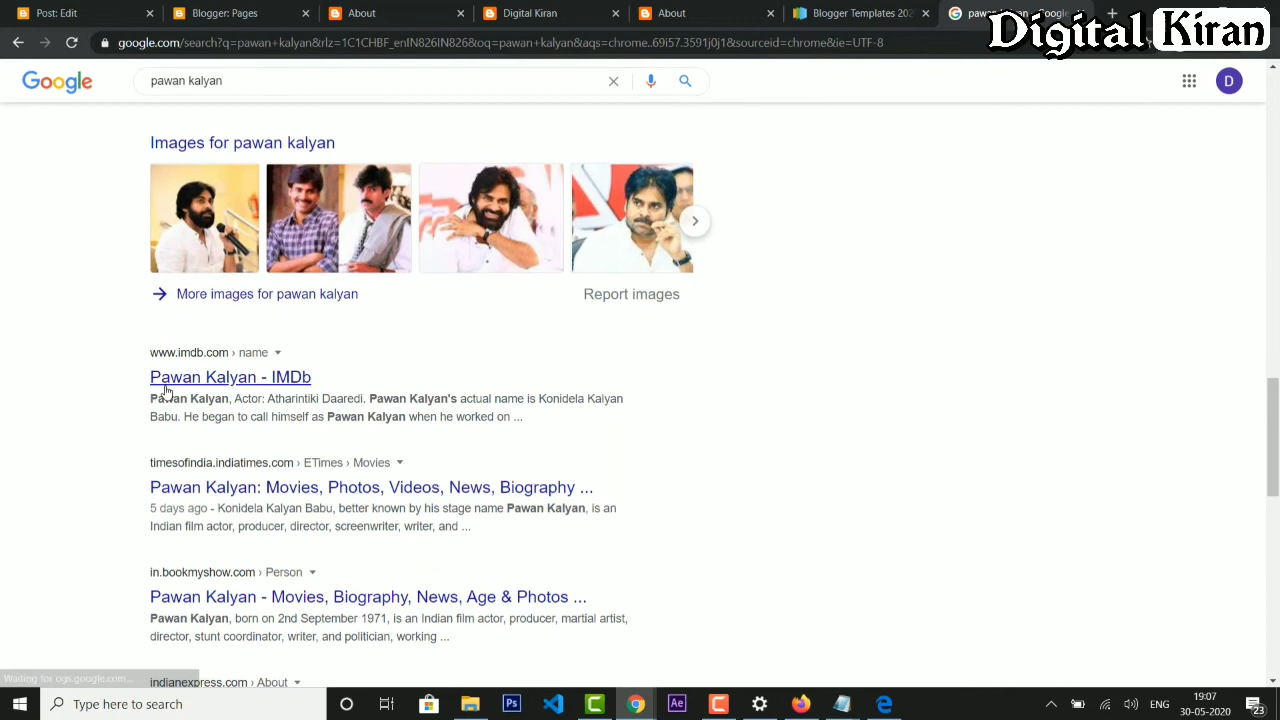 Post: Edit
Blogger: Pages
About
Digital Kiran
About
Blogger Templates 202
Digital Kiran
google.com/search?q=pawan+kalyan&rlz=1C1CHBF_enIN826IN826&oq=pawan+kalyan&aqs=chrome..69i57.3591j0j1&sourceid=chrome&ie=UTF-8
Google
pawan kalyan
D
Images for pawan kalyan
More images for pawan kalyan
Report images
www.imdb.com › name
Pawan Kalyan - IMDb
Pawan Kalyan, Actor: Atharintiki Daaredi. Pawan Kalyan's actual name is Konidela Kalyan
Babu. He began to call himself as Pawan Kalyan when he worked on ...
timesofindia.indiatimes.com › ETimes › Movies
Pawan Kalyan: Movies, Photos, Videos, News, Biography ...
5 days ago - Konidela Kalyan Babu, better known by his stage name Pawan Kalyan, is an
Indian film actor, producer, director, screenwriter, writer, and ...
in.bookmyshow.com › Person
Pawan Kalyan - Movies, Biography, News, Age & Photos ...
Pawan Kalyan, born on 2nd September 1971, is an Indian film actor, producer, martial artist,
director, stunt coordinator, writer, and politician, working ...
indianexpress.com › About
Waiting for ogs.google.com...
Type here to search
Ps
Ae
ENG
19:07
30-05-2020
23